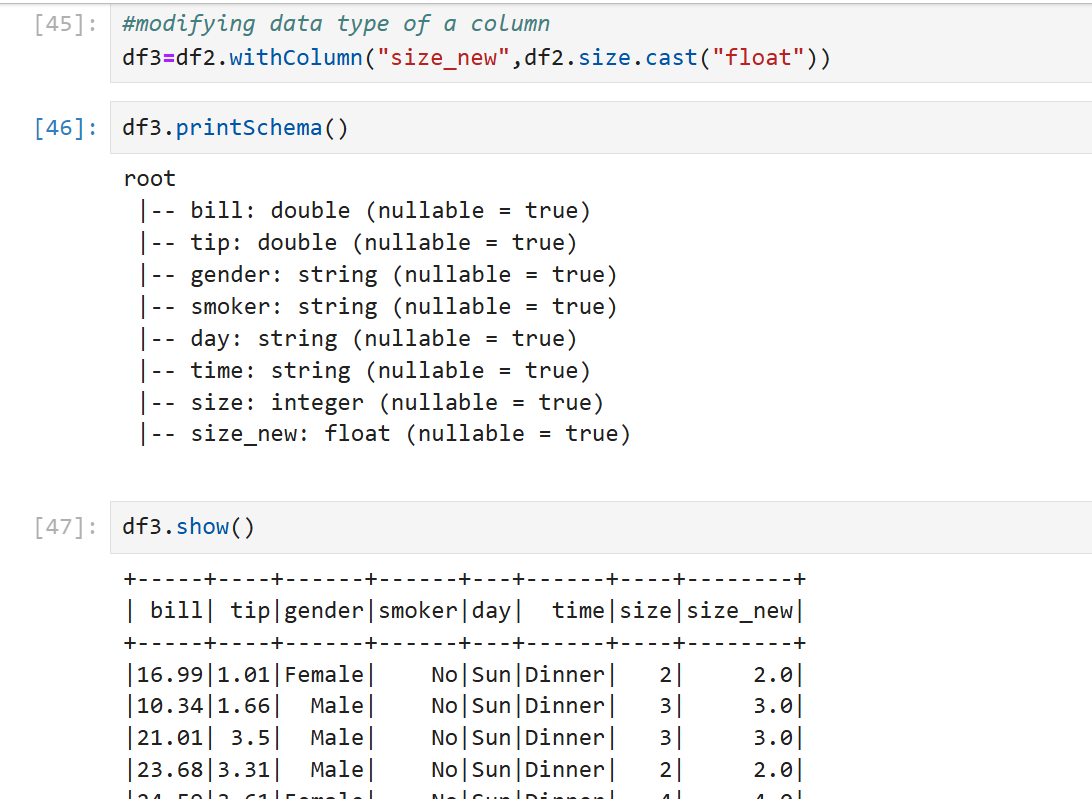 [45]: #modifying data type of a column
df3=df2.withColumn("size_new",df2.size.cast("float"))
[46]: df3.printSchema()
root
 |-- bill: double (nullable = true)
 |-- tip: double (nullable = true)
 |-- gender: string (nullable = true)
 |-- smoker: string (nullable = true)
 |-- day: string (nullable = true)
 |-- time: string (nullable = true)
 |-- size: integer (nullable = true)
 |-- size_new: float (nullable = true)
[47]: df3.show()
+-----+----+------+------+---+------+----+--------+
| bill| tip|gender|smoker|day|  time|size|size_new|
+-----+----+------+------+---+------+----+--------+
|16.99|1.01|Female|    No|Sun|Dinner|   2|     2.0|
|10.34|1.66|  Male|    No|Sun|Dinner|   3|     3.0|
|21.01| 3.5|  Male|    No|Sun|Dinner|   3|     3.0|
|23.68|3.31|  Male|    No|Sun|Dinner|   2|     2.0|